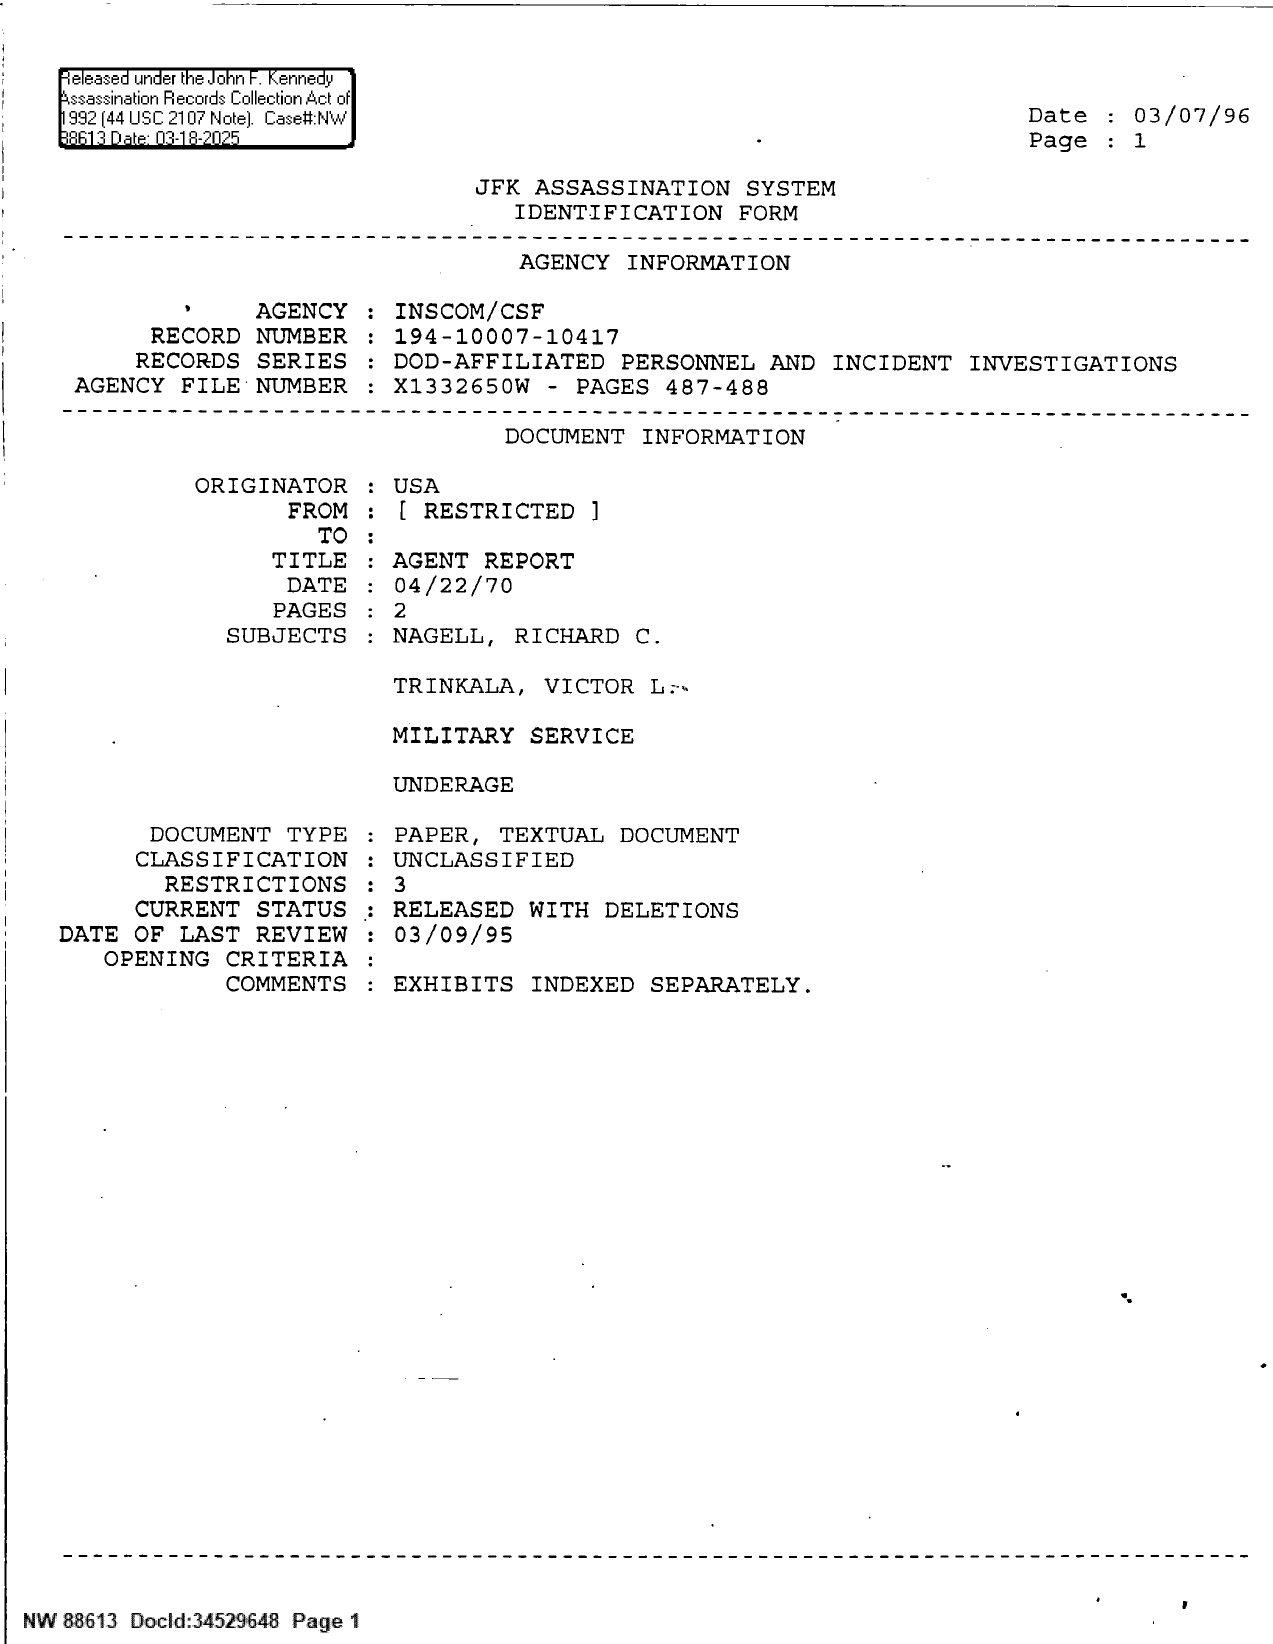 Released under the John F. Kennedy
Assassination Records Collection Act of
1992 (44 USC 2107 Note). Case#:NW
88613 Date: 03-18-2025
Date : 03/07/96
Page : 1
JFK ASSASSINATION SYSTEM
IDENTIFICATION FORM
AGENCY INFORMATION
AGENCY : INSCOM/CSF
RECORD NUMBER : 194-10007-10417
RECORDS SERIES : DOD-AFFILIATED PERSONNEL AND INCIDENT INVESTIGATIONS
AGENCY FILE NUMBER : X1332650W - PAGES 487-488
DOCUMENT INFORMATION
ORIGINATOR : USA
FROM : [ RESTRICTED ]
TO :
TITLE : AGENT REPORT
DATE : 04/22/70
PAGES : 2
SUBJECTS : NAGELL, RICHARD C.
TRINKALA, VICTOR L.
MILITARY SERVICE
UNDERAGE
DOCUMENT TYPE : PAPER, TEXTUAL DOCUMENT
CLASSIFICATION : UNCLASSIFIED
RESTRICTIONS : 3
CURRENT STATUS : RELEASED WITH DELETIONS
DATE OF LAST REVIEW : 03/09/95
OPENING CRITERIA :
COMMENTS : EXHIBITS INDEXED SEPARATELY.
NW 88613 DocId:34529648 Page 1